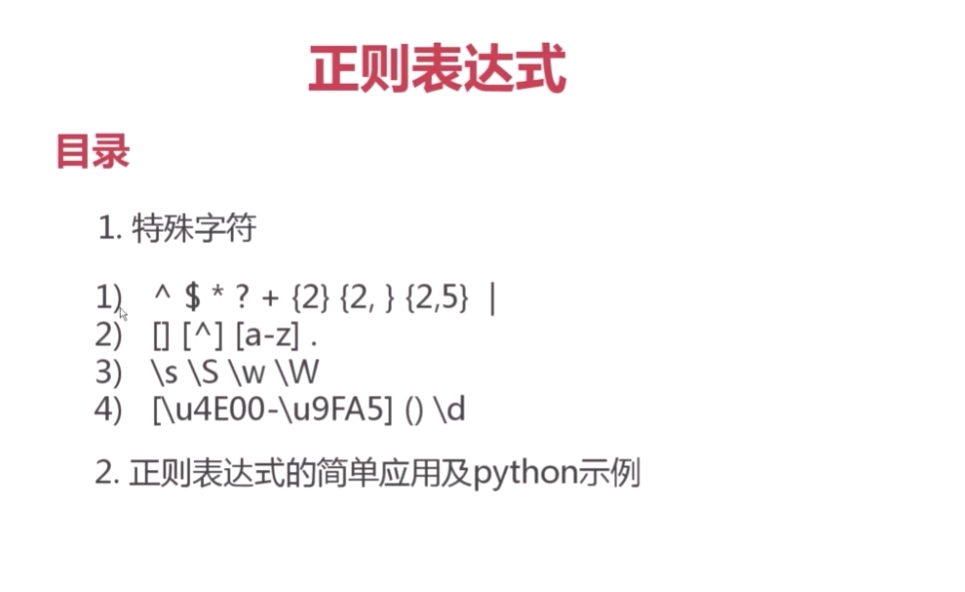 正则表达式
目录
1. 特殊字符
1) ^ $ * ? + {2} {2, } {2,5} |
2) [] [^] [a-z] .
3) \s \S \w \W
4) [\u4E00-\u9FA5] () \d
2. 正则表达式的简单应用及python示例